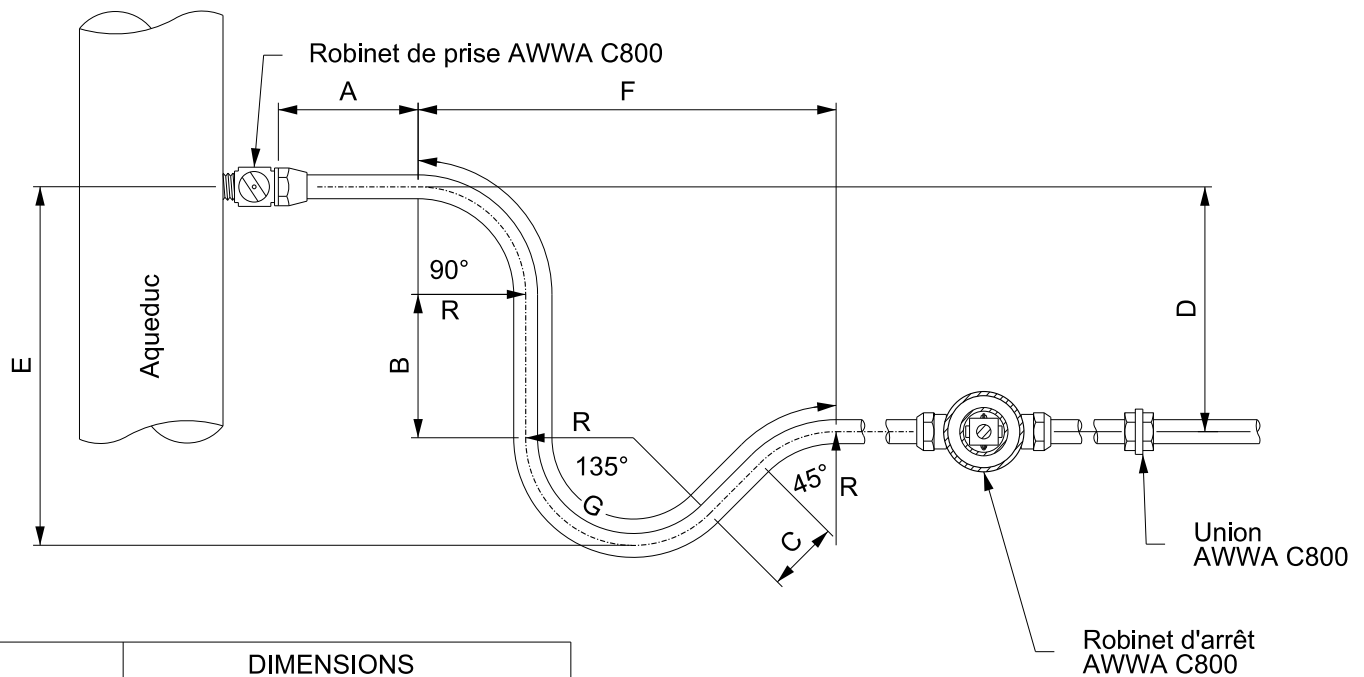 Robinet de prise AWWA C800
A
F
Aqueduc
90°
R
D
E
B
R
135°
45°
R
G
C
Union
AWWA C800
Robinet d'arrêt
AWWA C800
DIMENSIONS